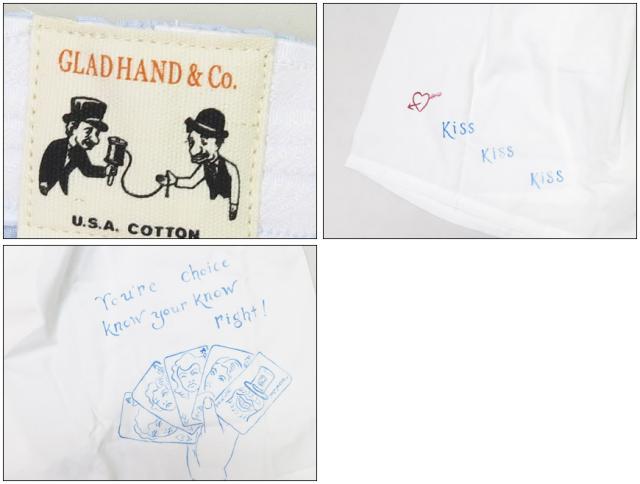 GLADHAND & Co.
U.S.A. COTTON
Kiss
Kiss
Kiss
You're choice
know your know
right!